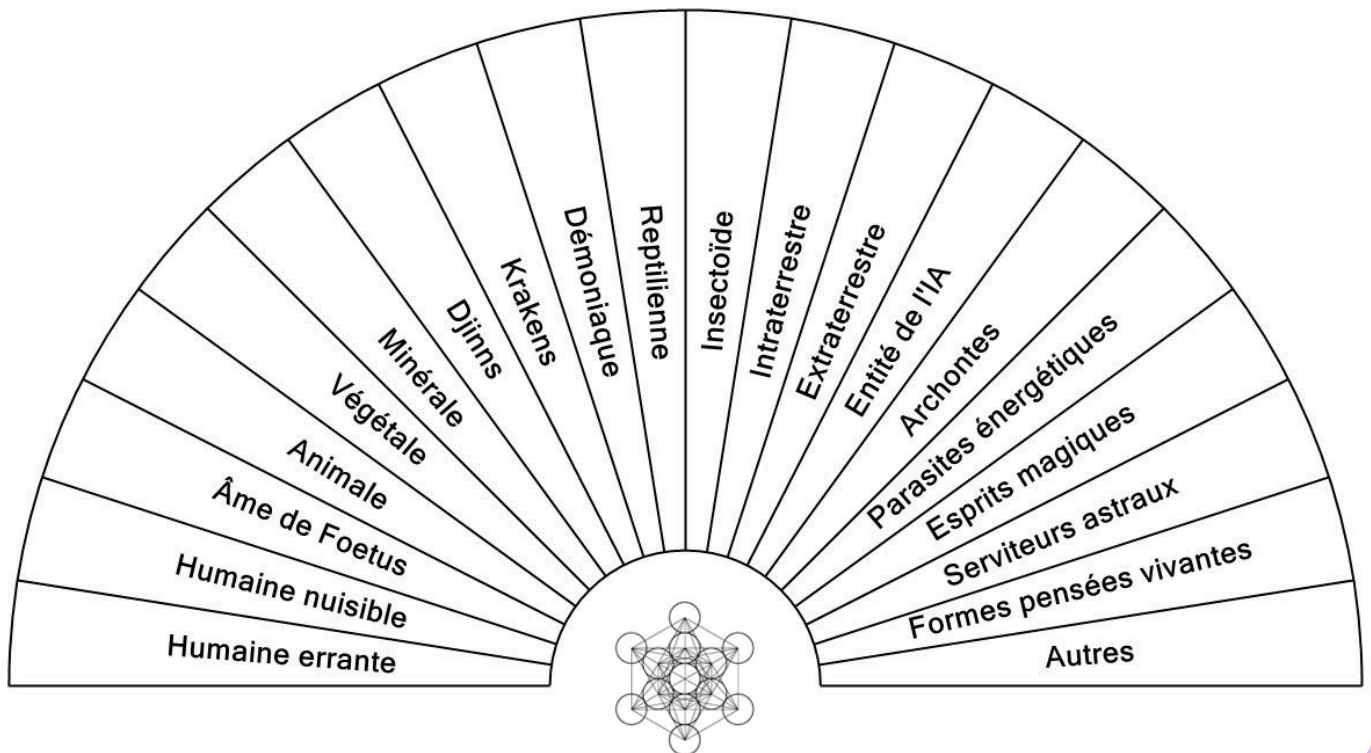 Humaine errante
Humaine nuisible
Âme de Foetus
Animale
Végétale
Minérale
Djinns
Krakens
Démoniaque
Reptilienne
Insectoïde
Intraterrestre
Extraterrestre
Entité de l'IA
Archontes
Parasites énergétiques
Esprits magiques
Serviteurs astraux
Formes pensées vivantes
Autres